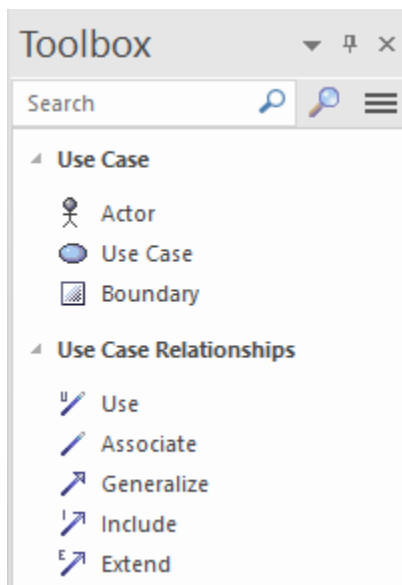 Toolbox
Search
Use Case
Actor
Use Case
Boundary
Use Case Relationships
U Use
Associate
Generalize
I Include
E Extend